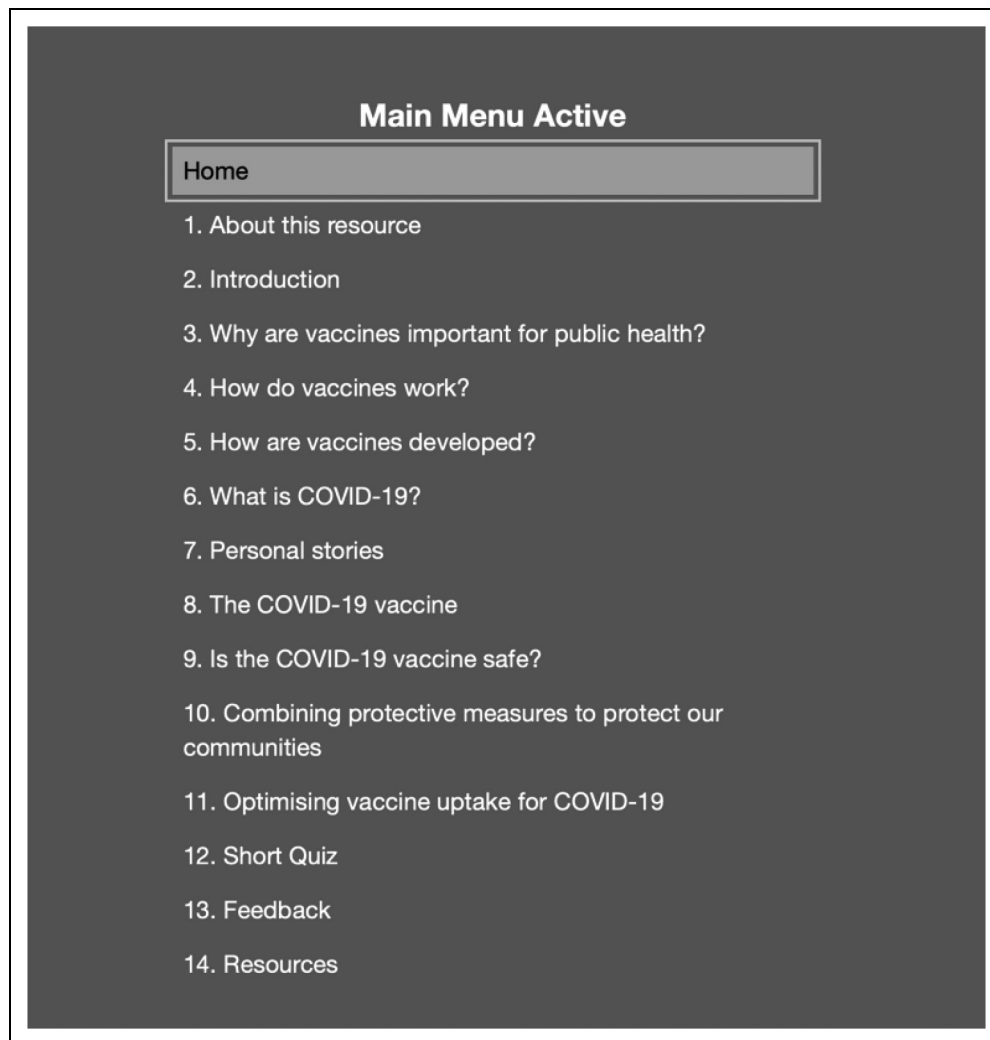 Main Menu Active
Home
1. About this resource
2. Introduction
3. Why are vaccines important for public health?
4. How do vaccines work?
5. How are vaccines developed?
6. What is COVID-19?
7. Personal stories
8. The COVID-19 vaccine
9. Is the COVID-19 vaccine safe?
10. Combining protective measures to protect our
communities
11. Optimising vaccine uptake for COVID-19
12. Short Quiz
13. Feedback
14. Resources